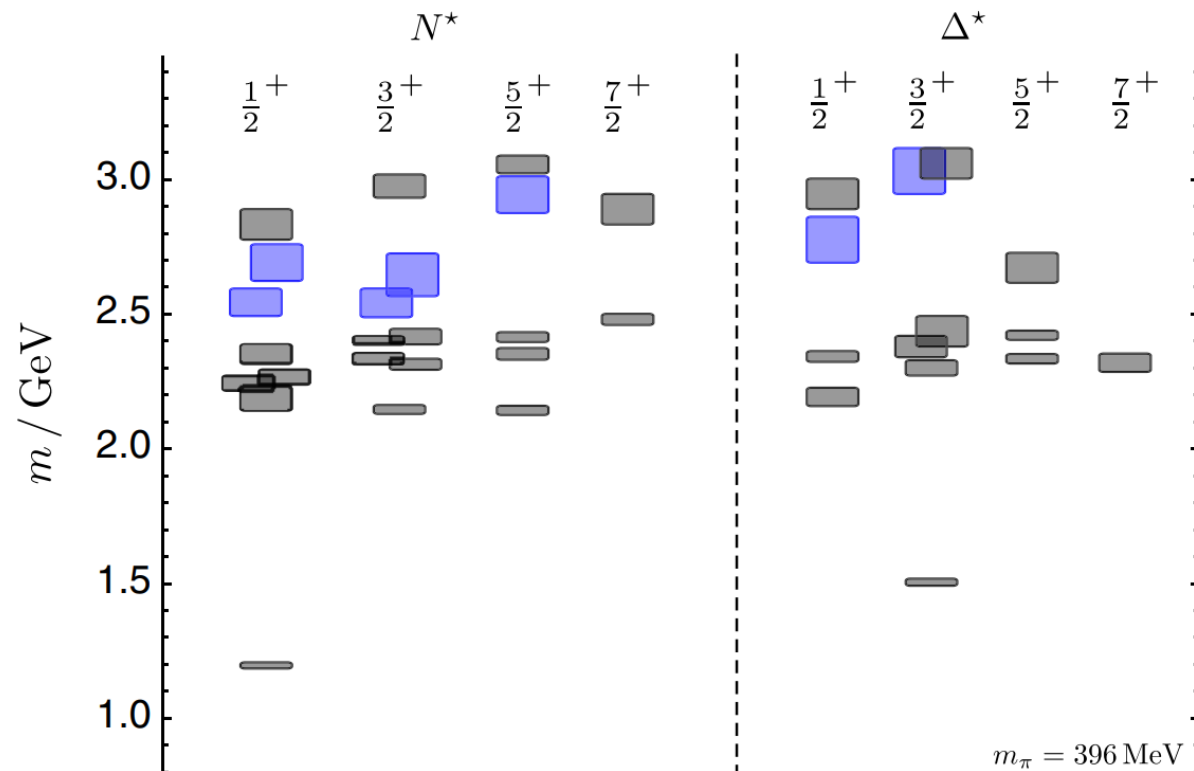 N⋆ Δ⋆
1/2+ 3/2+ 5/2+ 7/2+ 1/2+ 3/2+ 5/2+ 7/2+
3.0
2.5
m / GeV
2.0
1.5
1.0
mπ = 396 MeV